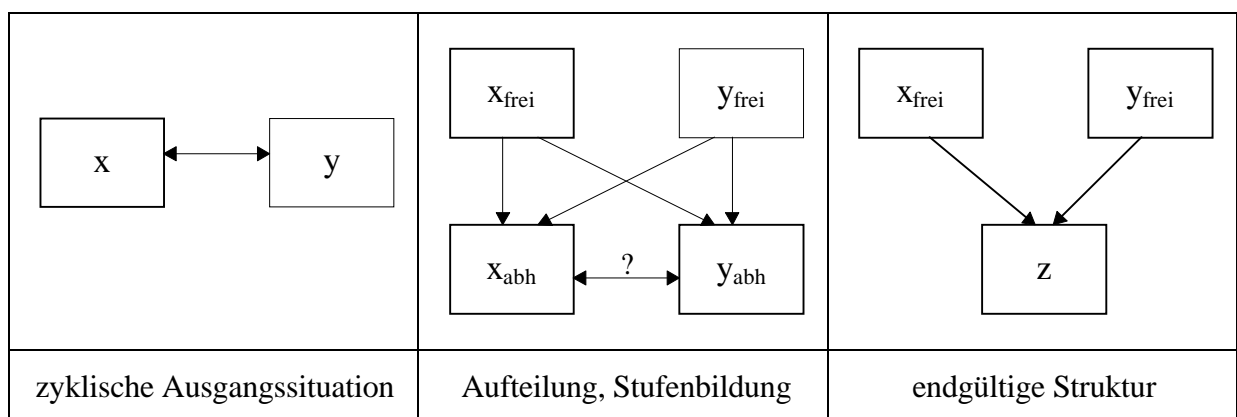 x
y
x_frei
y_frei
x_abh
?
y_abh
x_frei
y_frei
z
zyklische Ausgangssituation
Aufteilung, Stufenbildung
endgültige Struktur